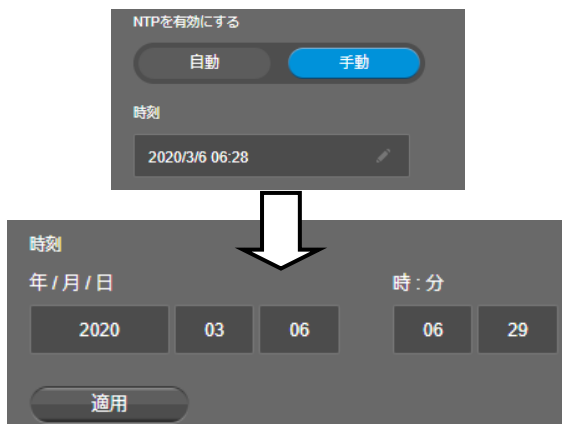 NTPを有効にする
自動 手動
時刻
2020/3/6 06:28
時刻
年 / 月 / 日 時 : 分
2020 03 06 06 29
適用